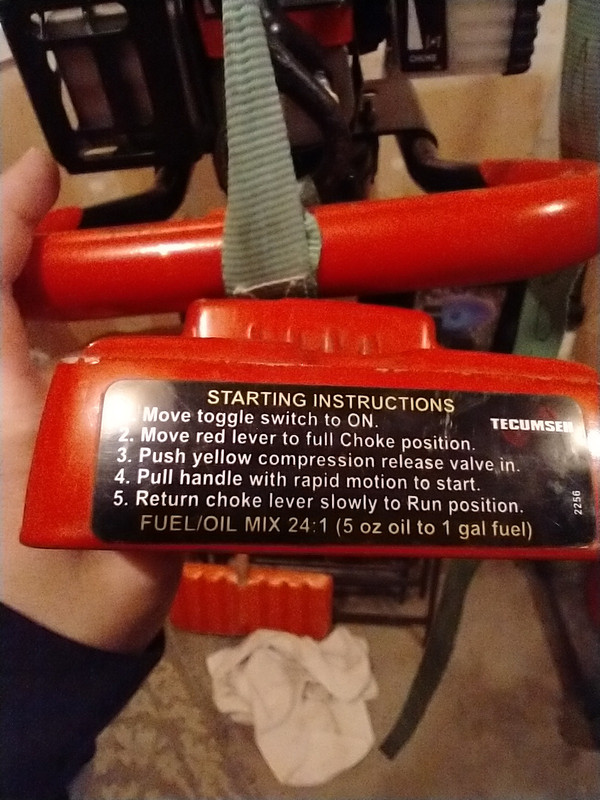 CHOKE
STARTING INSTRUCTIONS
1. Move toggle switch to ON.
TECUMSEH
2. Move red lever to full Choke position.
3. Push yellow compression release valve in.
4. Pull handle with rapid motion to start.
5. Return choke lever slowly to Run position.
FUEL/OIL MIX 24:1 (5 oz oil to 1 gal fuel)
2256